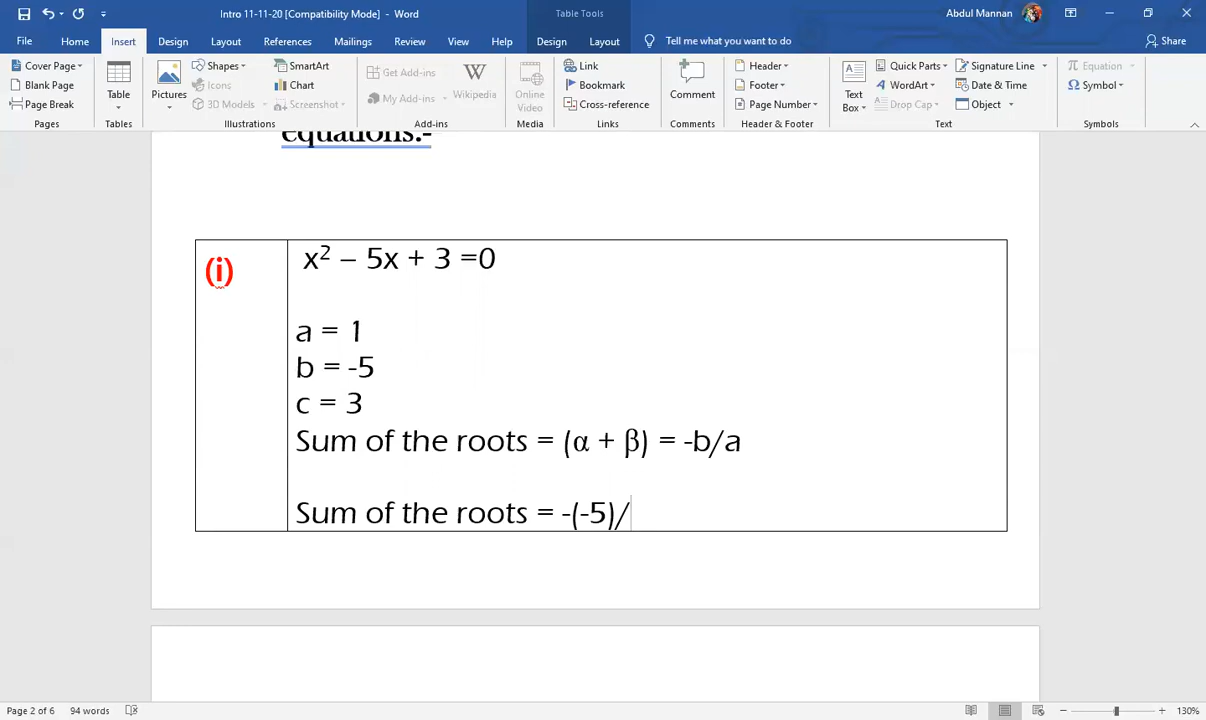 Intro 11-11-20 [Compatibility Mode] - Word
Table Tools
Abdul Mannan
File Home Insert Design Layout References Mailings Review View Help Design Layout Tell me what you want to do Share
Cover Page
Blank Page
Page Break
Pages
Table
Tables
Pictures
Shapes
Icons
3D Models
SmartArt
Chart
Screenshot
Illustrations
Get Add-ins
My Add-ins
Wikipedia
Add-ins
Online Video
Media
Link
Bookmark
Cross-reference
Links
Comment
Comments
Header
Footer
Page Number
Header & Footer
Text Box
Quick Parts
WordArt
Drop Cap
Signature Line
Date & Time
Object
Text
Equation
Symbol
Symbols
equations:-
(i) x² – 5x + 3 =0
a = 1
b = -5
c = 3
Sum of the roots = (α + β) = -b/a
Sum of the roots = -(-5)/
Page 2 of 6 94 words 130%